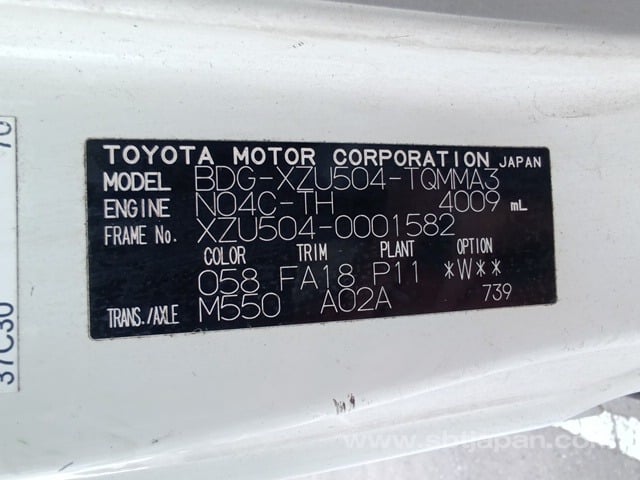 TOYOTA MOTOR CORPORATION JAPAN
MODEL BDG-XZU504-TQMMA3
ENGINE N04C-TH 4009 mL
FRAME No. XZU504-0001582
COLOR TRIM PLANT OPTION
058 FA18 P11 *W**
TRANS./AXLE M550 A02A 739
37C30
www.sbtjapan.com